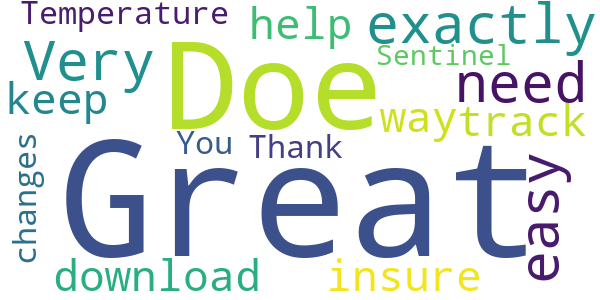 Temperature
help
exactly
Very
Doe
Sentinel
keep
need
way
track
changes
You
Thank
Great
easy
download
insure